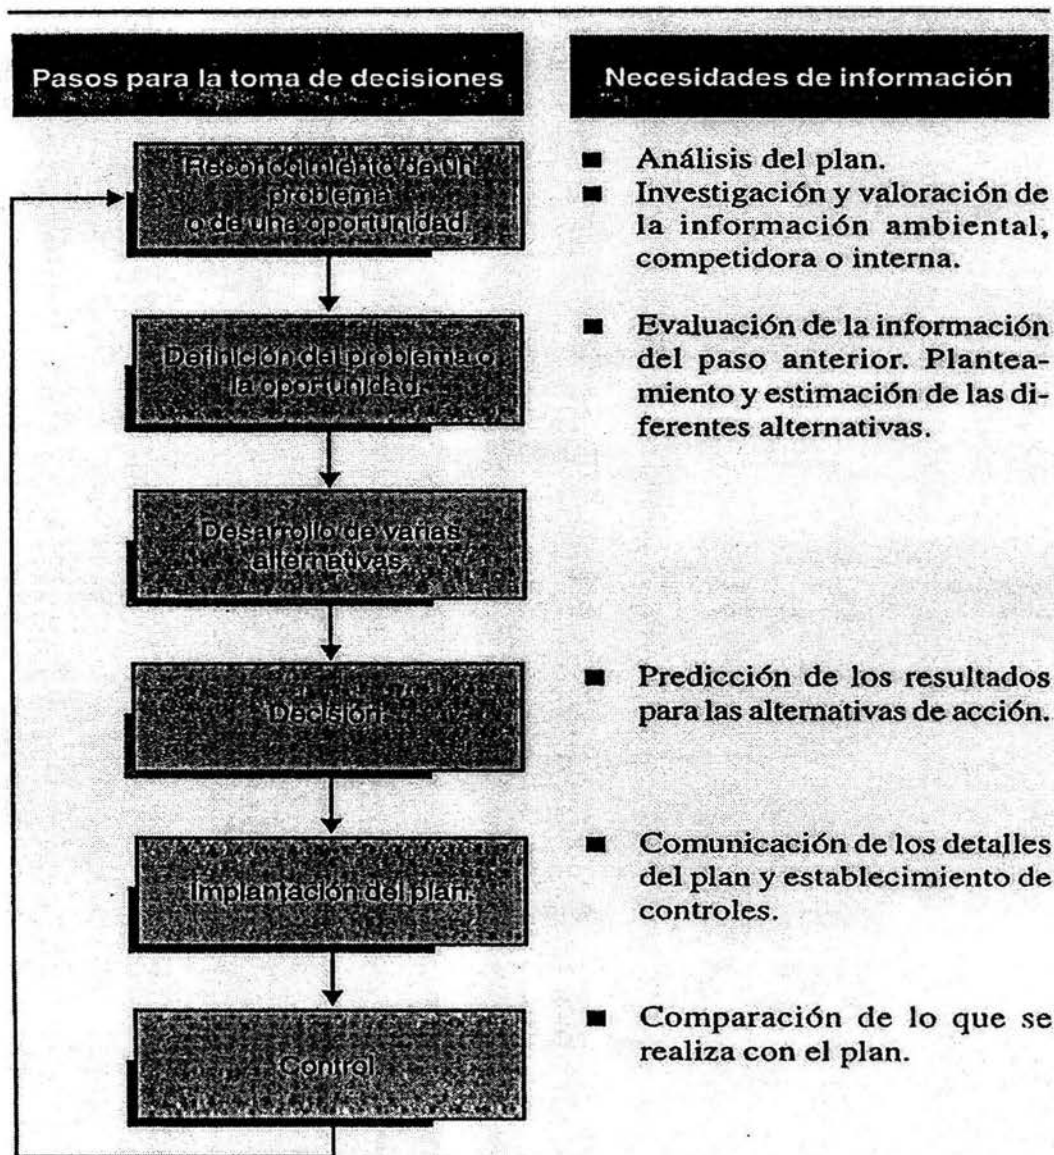 Pasos para la toma de decisiones
Necesidades de información
Reconocimiento de un
problema
o de una oportunidad.
■ Análisis del plan.
■ Investigación y valoración de
la información ambiental,
competidora o interna.
Definición del problema o
la oportunidad.
■ Evaluación de la información
del paso anterior. Plantea-
miento y estimación de las di-
ferentes alternativas.
Desarrollo de varias
alternativas.
Decisión.
■ Predicción de los resultados
para las alternativas de acción.
Implantación del plan.
■ Comunicación de los detalles
del plan y establecimiento de
controles.
Control
■ Comparación de lo que se
realiza con el plan.